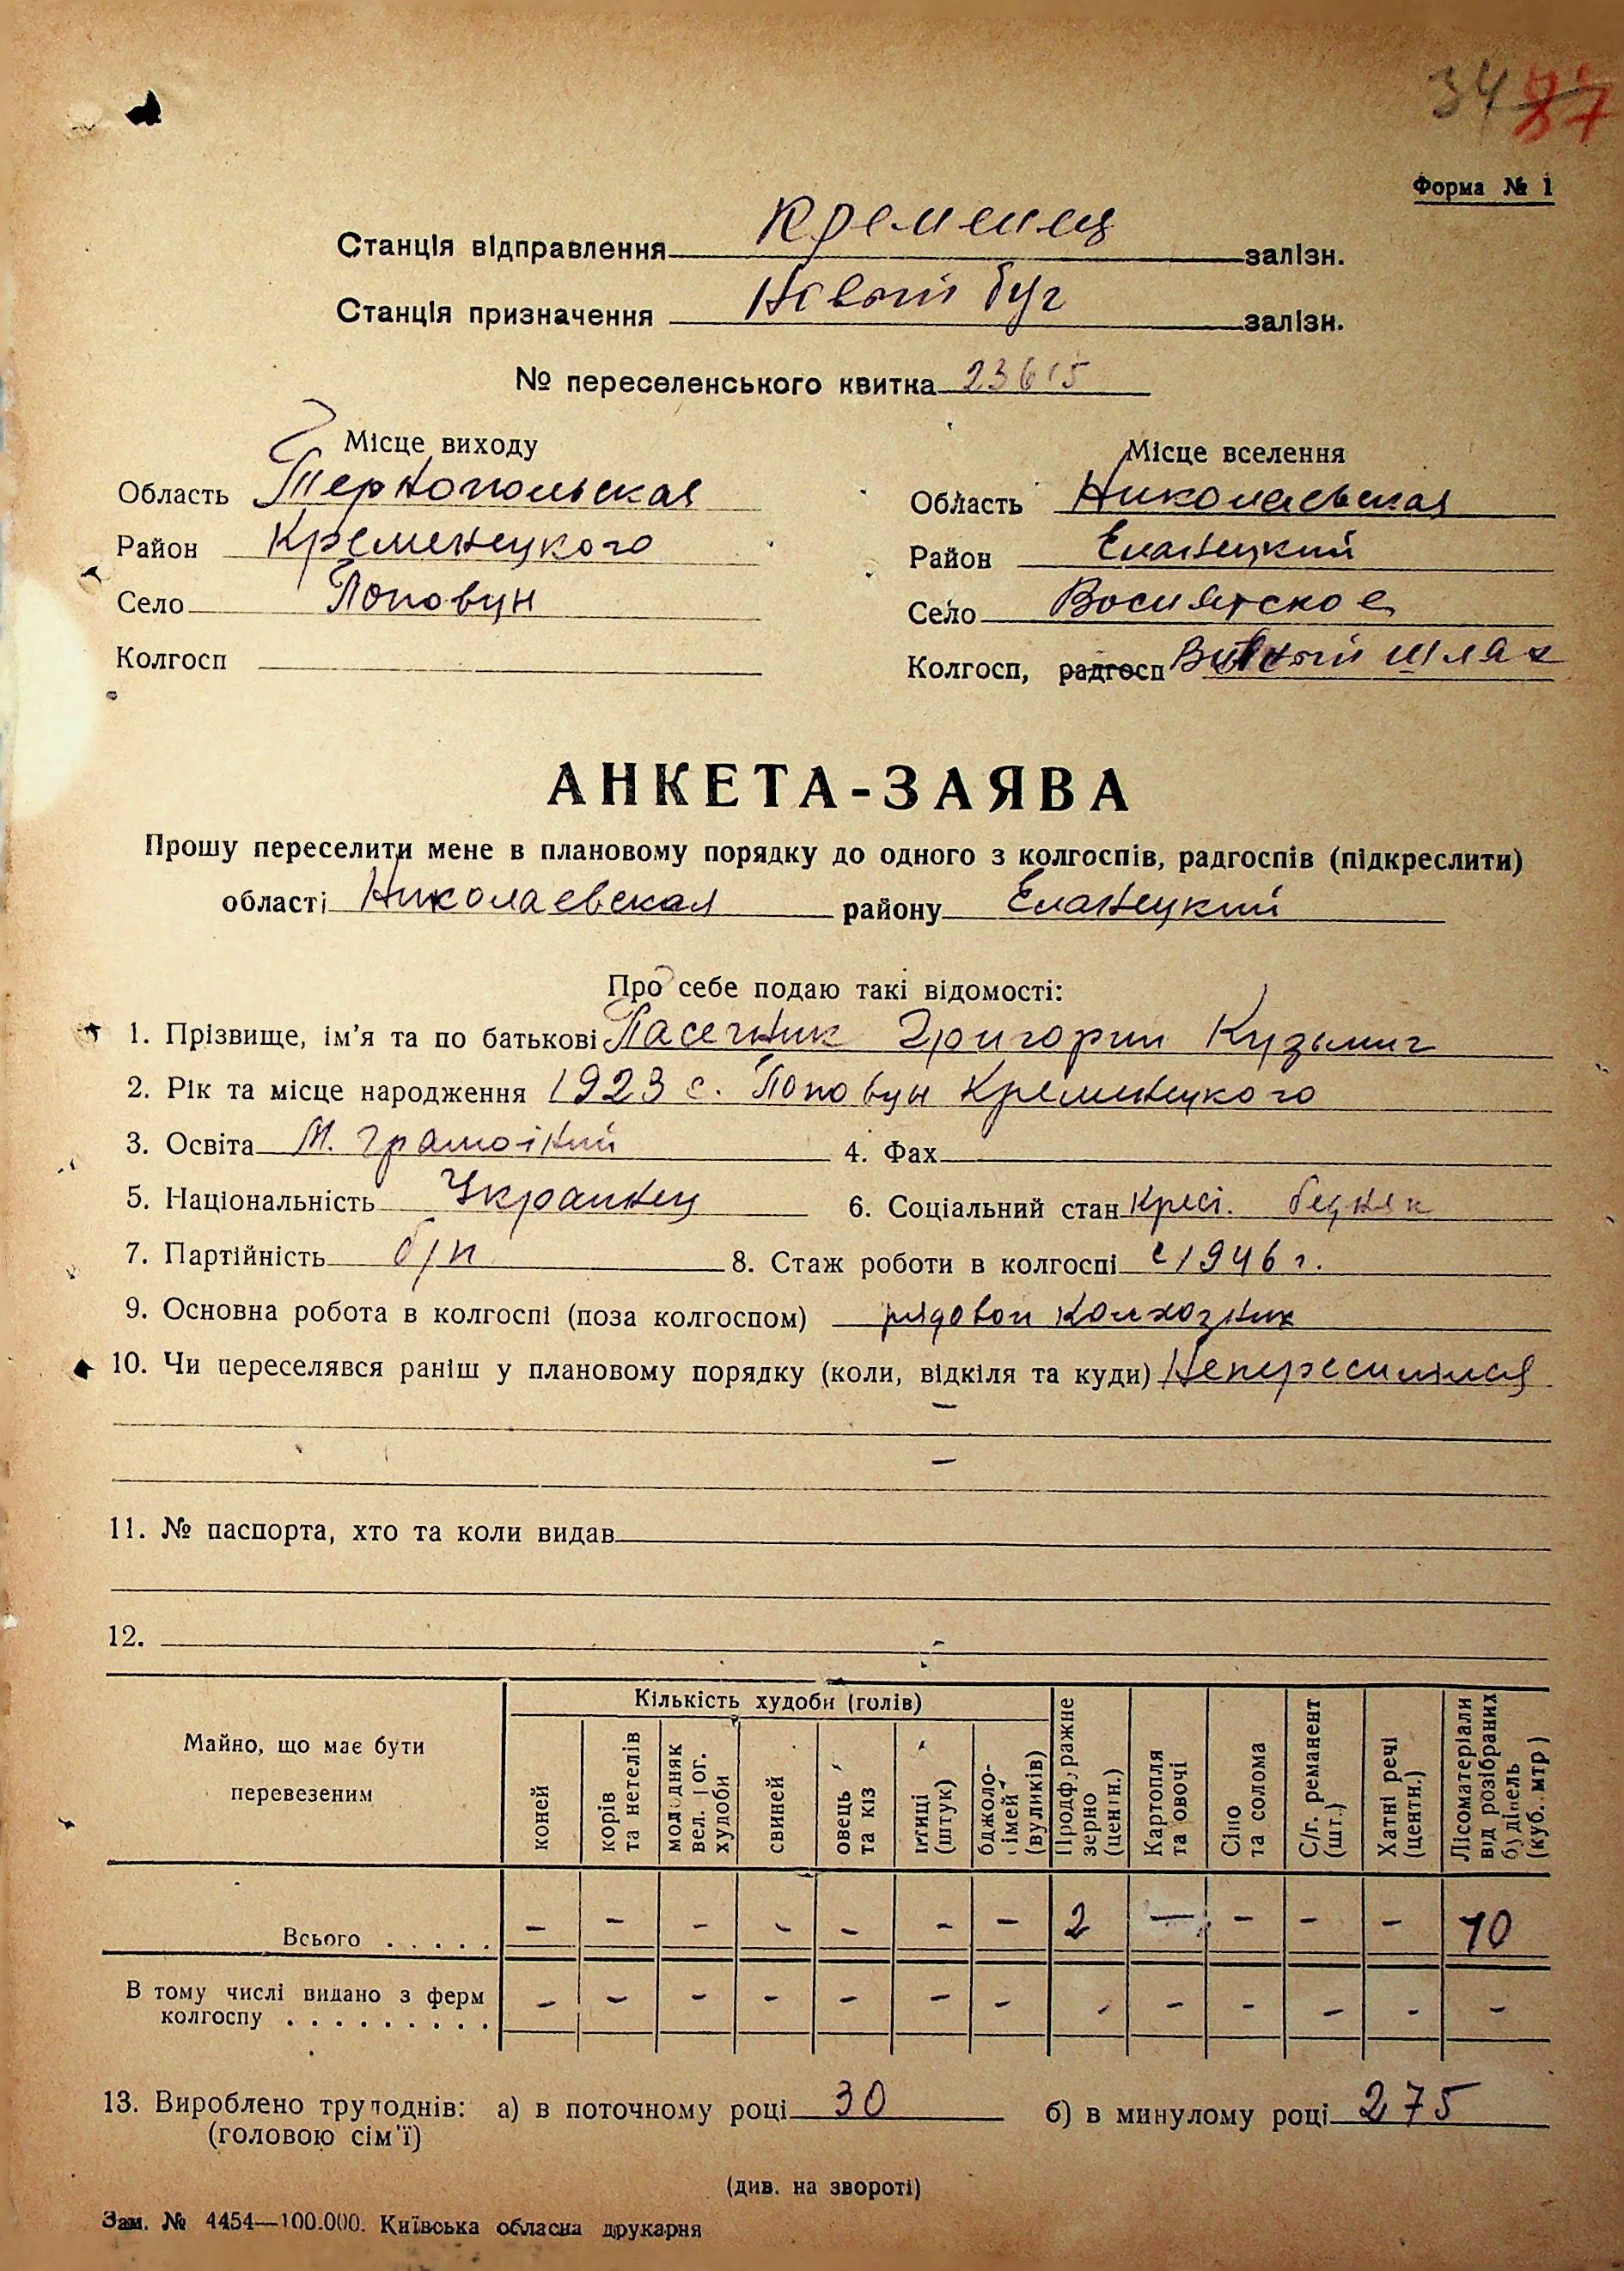 34 87
Форма № 1
Станція відправлення Кременец залізн.
Станція призначення Новый Буг залізн.
№ переселенського квитка 23615
Місце виходу
Область Тернопольская
Район Кременецкого
Село Поповцы
Колгосп
Місце вселення
Область Николаевская
Район Еланецкий
Село Восиятское
Колгосп, радгосп шлях
АНКЕТА-ЗАЯВА
Прошу переселити мене в плановому порядку до одного з колгоспів, радгоспів (підкреслити)
області Николаевская району Еланецкий
Про себе подаю такі відомості:
1. Прізвище, ім'я та по батькові Пасечник Григорий Кузьмич
2. Рік та місце народження 1923 с. Поповцы Кременецкого
3. Освіта М. грамотний 4. Фах
5. Національність Украинец 6. Соціальний стан Крест. бедняк
7. Партійність б/п 8. Стаж роботи в колгоспі с 1946 г.
9. Основна робота в колгоспі (поза колгоспом) рядовой колхозник
10. Чи переселявся раніш у плановому порядку (коли, відкіля та куди) Непереселялся
–
–
11. № паспорта, хто та коли видав
12. –
Майно, що має бути перевезеним
Кількість худоби (голів)
коней
корів та нетелів
молодняк вел. рог. худоби
свиней
овець та кіз
птиці (штук)
бджоло-сімей (вуликів)
Продфуражне зерно (центн.)
Картопля та овочі
Сіно та солома
С/г. реманент (шт.)
Хатні речі (центн.)
Лісоматеріали від розібраних будівель (куб. мтр)
Всього . . . . . – – – – – – – 2 – – – – 10
В тому числі видано з ферм
колгоспу . . . . . . . . . – – – – – – – – – – – – –
13. Вироблено трудоднів: а) в поточному році 30 б) в минулому році 275
(головою сім'ї)
(див. на звороті)
Зам. № 4454—100.000. Київська обласна друкарня